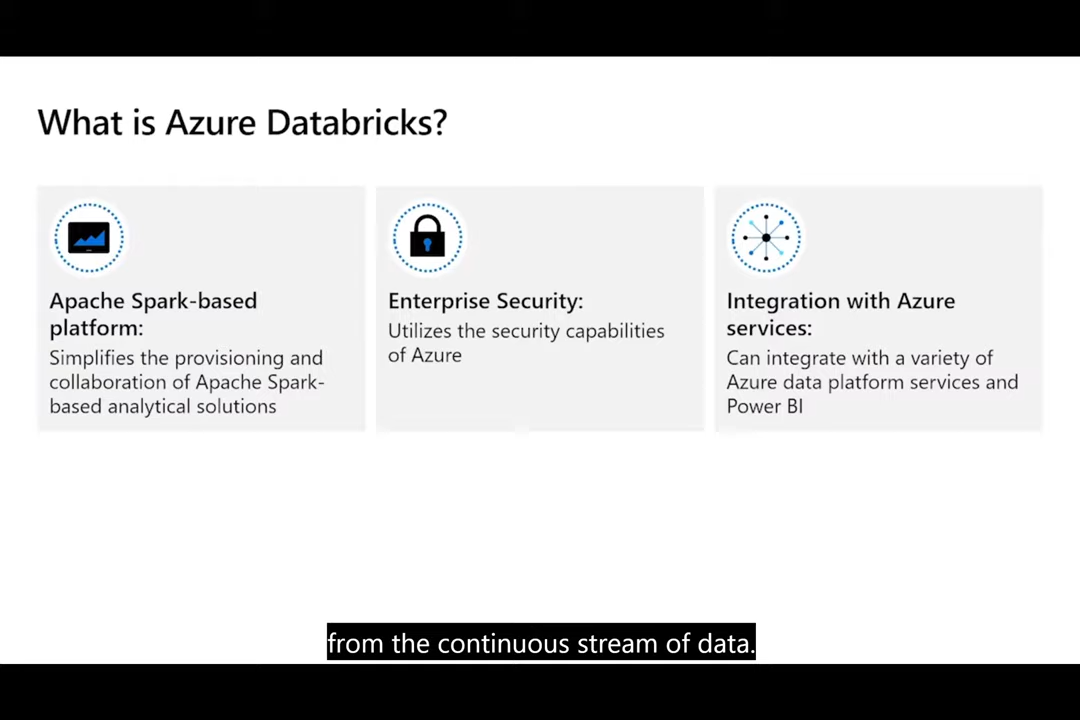 What is Azure Databricks?
Apache Spark-based
platform:
Simplifies the provisioning and
collaboration of Apache Spark-
based analytical solutions
Enterprise Security:
Utilizes the security capabilities
of Azure
Integration with Azure
services:
Can integrate with a variety of
Azure data platform services and
Power BI
from the continuous stream of data.